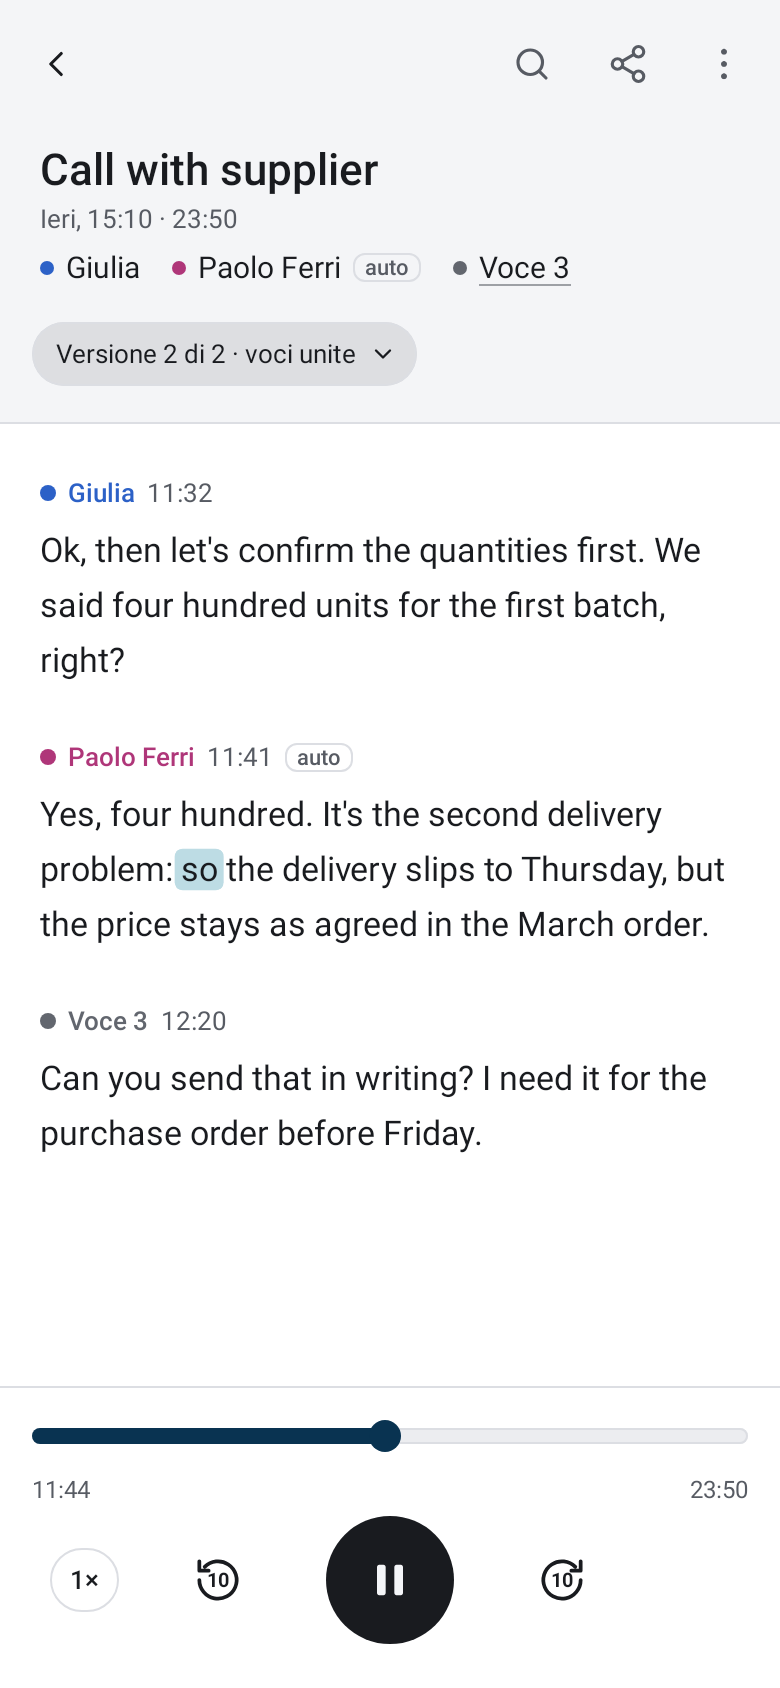 Call with supplier
Ieri, 15:10 · 23:50
Giulia Paolo Ferri auto Voce 3
Versione 2 di 2 · voci unite
Giulia 11:32
Ok, then let's confirm the quantities first. We
said four hundred units for the first batch,
right?
Paolo Ferri 11:41 auto
Yes, four hundred. It's the second delivery
problem: so the delivery slips to Thursday, but
the price stays as agreed in the March order.
Voce 3 12:20
Can you send that in writing? I need it for the
purchase order before Friday.
11:44 23:50
1× 10 10